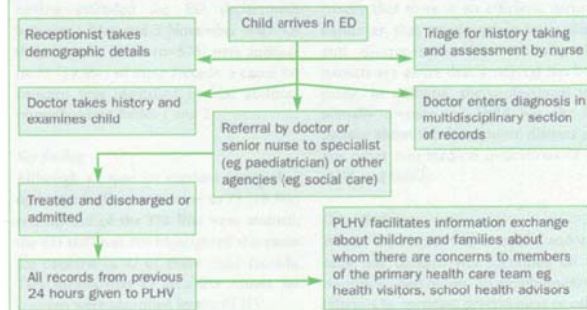 Child arrives in ED
Receptionist takes
demographic details
Triage for history taking
and assessment by nurse
Doctor takes history and
examines child
Doctor enters diagnosis in
multidisciplinary section
of records
Referral by doctor or
senior nurse to specialist
(eg paediatrician) or other
agencies (eg social care)
Treated and discharged or
admitted
PLHV facilitates information exchange
about children and families about
whom there are concerns to members
of the primary health care team eg
health visitors, school health advisors
All records from previous
24 hours given to PLHV